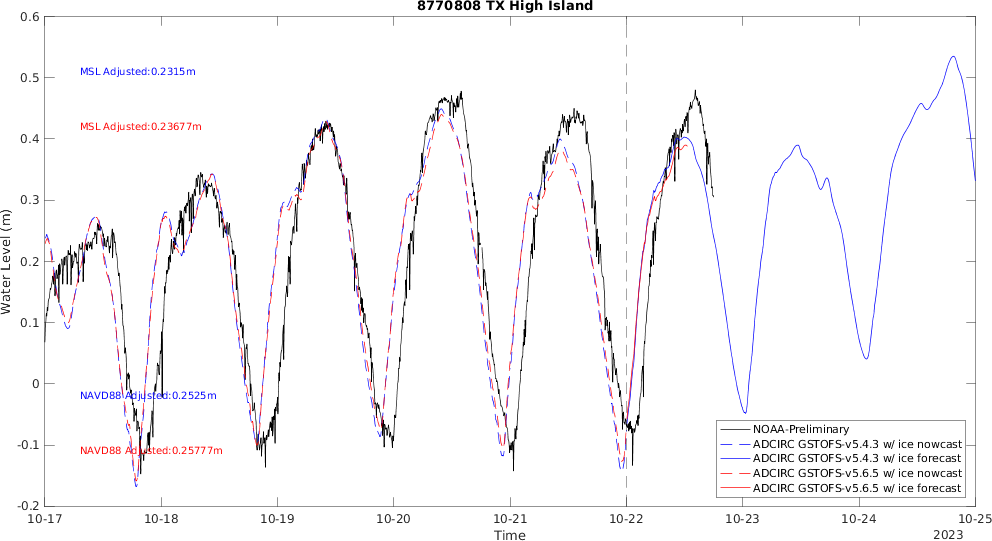 8770808 TX High Island
0.6
0.5
0.4
0.3
0.2
0.1
0
-0.1
-0.2
Water Level (m)
MSL Adjusted:0.2315m
MSL Adjusted:0.23677m
NAVD88 Adjusted:0.2525m
NAVD88 Adjusted:0.25777m
NOAA-Preliminary
ADCIRC GSTOFS-v5.4.3 w/ ice nowcast
ADCIRC GSTOFS-v5.4.3 w/ ice forecast
ADCIRC GSTOFS-v5.6.5 w/ ice nowcast
ADCIRC GSTOFS-v5.6.5 w/ ice forecast
10-17 10-18 10-19 10-20 10-21 10-22 10-23 10-24 10-25
Time
2023